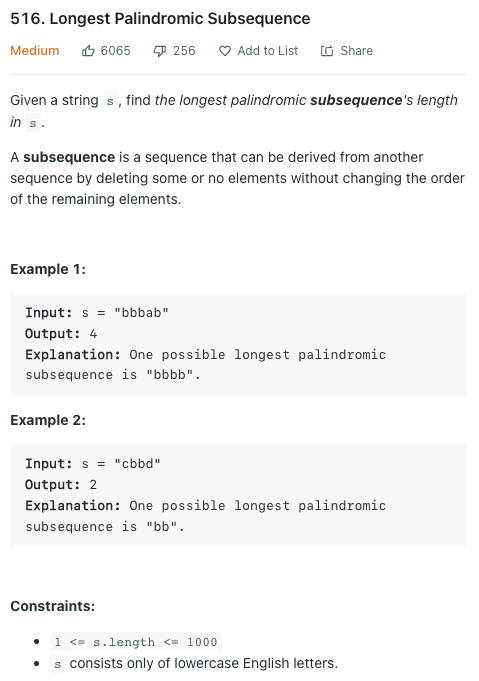 516. Longest Palindromic Subsequence
Medium 6065 256 Add to List Share
Given a string s , find the longest palindromic subsequence's length
in s .
A subsequence is a sequence that can be derived from another
sequence by deleting some or no elements without changing the order
of the remaining elements.
Example 1:
Input: s = "bbbab"
Output: 4
Explanation: One possible longest palindromic
subsequence is "bbbb".
Example 2:
Input: s = "cbbd"
Output: 2
Explanation: One possible longest palindromic
subsequence is "bb".
Constraints:
• 1 <= s.length <= 1000
• s consists only of lowercase English letters.